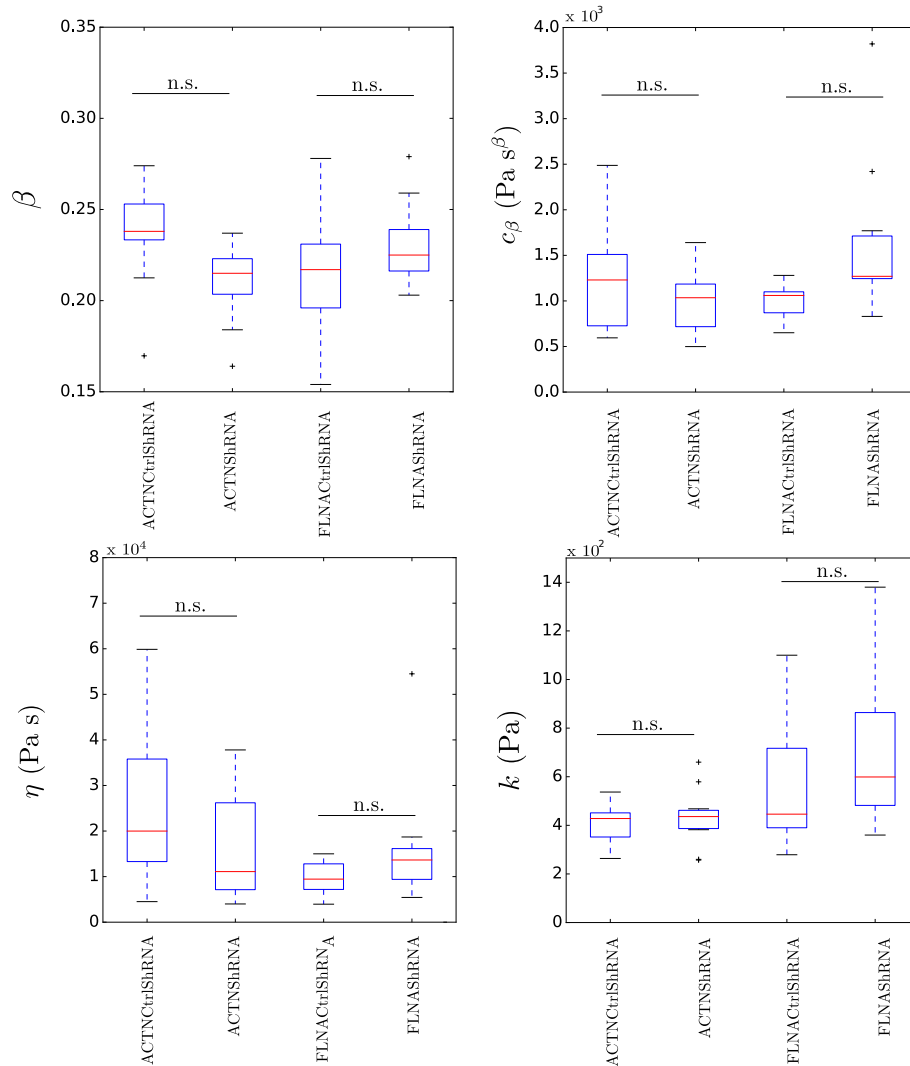 x 10³
0.35
0.30
0.25
0.20
0.15
β
n.s.
n.s.
ACTNCtrlShRNA
ACTNShRNA
FLNACtrlShRNA
FLNAShRNA
4.0
3.5
3.0
2.5
2.0
1.5
1.0
0.5
0.0
c_β (Pa s^β)
n.s.
n.s.
ACTNCtrlShRNA
ACTNShRNA
FLNACtrlShRNA
FLNAShRNA
x 10⁴
8
7
6
5
4
3
2
1
0
η (Pa s)
n.s.
n.s.
ACTNCtrlShRNA
ACTNShRNA
FLNACtrlShRNA
FLNAShRNA
x 10²
14
12
10
8
6
4
2
0
k (Pa)
n.s.
n.s.
ACTNCtrlShRNA
ACTNShRNA
FLNACtrlShRNA
FLNAShRNA